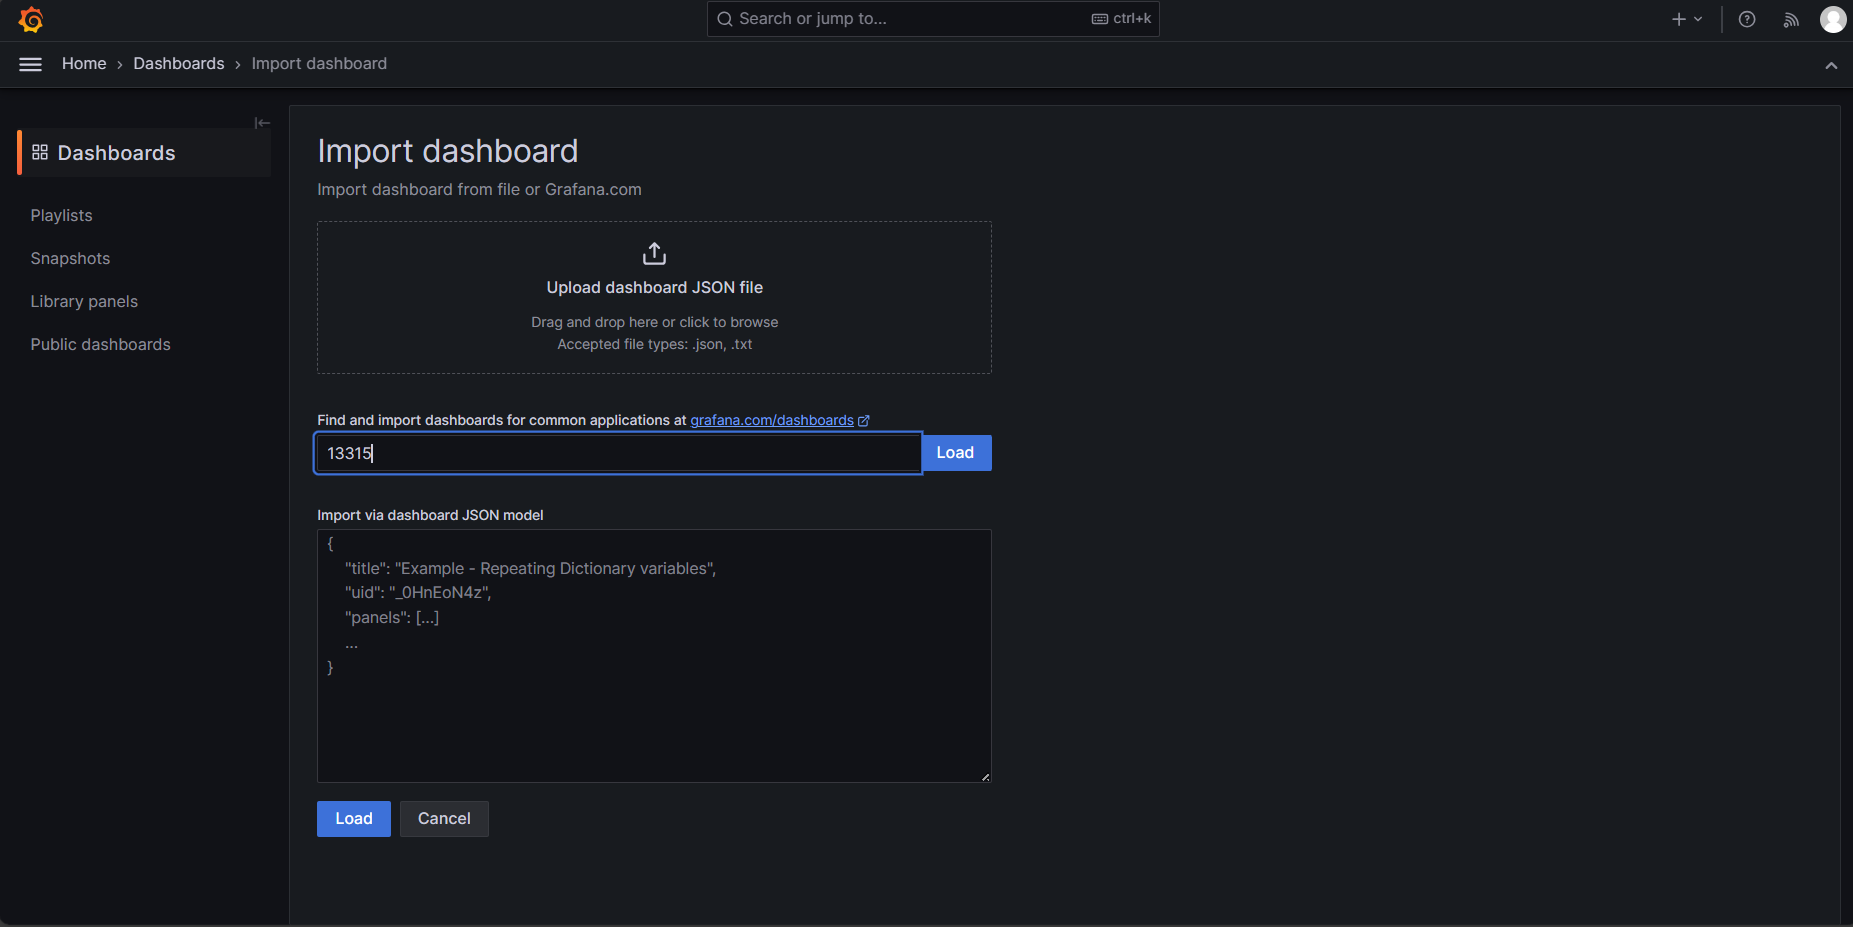 Search or jump to...
ctrl+k
Home › Dashboards › Import dashboard
Dashboards
Playlists
Snapshots
Library panels
Public dashboards
Import dashboard
Import dashboard from file or Grafana.com
Upload dashboard JSON file
Drag and drop here or click to browse
Accepted file types: .json, .txt
Find and import dashboards for common applications at grafana.com/dashboards
13315
Load
Import via dashboard JSON model
{
"title": "Example - Repeating Dictionary variables",
"uid": "_0HnEoN4z",
"panels": [...]
...
}
Load
Cancel